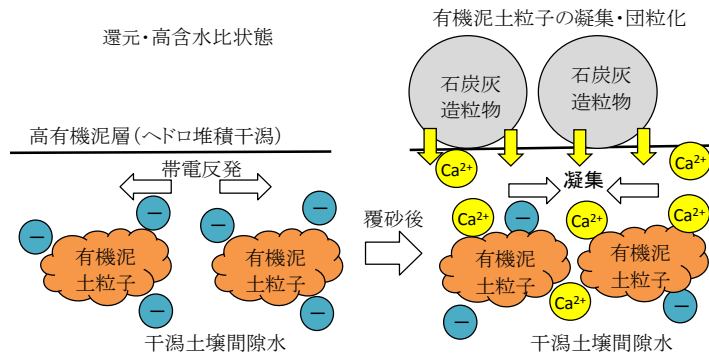 還元・高含水比状態
高有機泥層(ヘドロ堆積干潟)
帯電反発
−
−
−
−
有機泥
土粒子
有機泥
土粒子
−
−
干潟土壌間隙水
覆砂後
有機泥土粒子の凝集・団粒化
石炭灰
造粒物
石炭灰
造粒物
Ca2+
Ca2+
凝集
Ca2+
−
Ca2+
Ca2+
有機泥
土粒子
有機泥
土粒子
Ca2+
−
−
干潟土壌間隙水